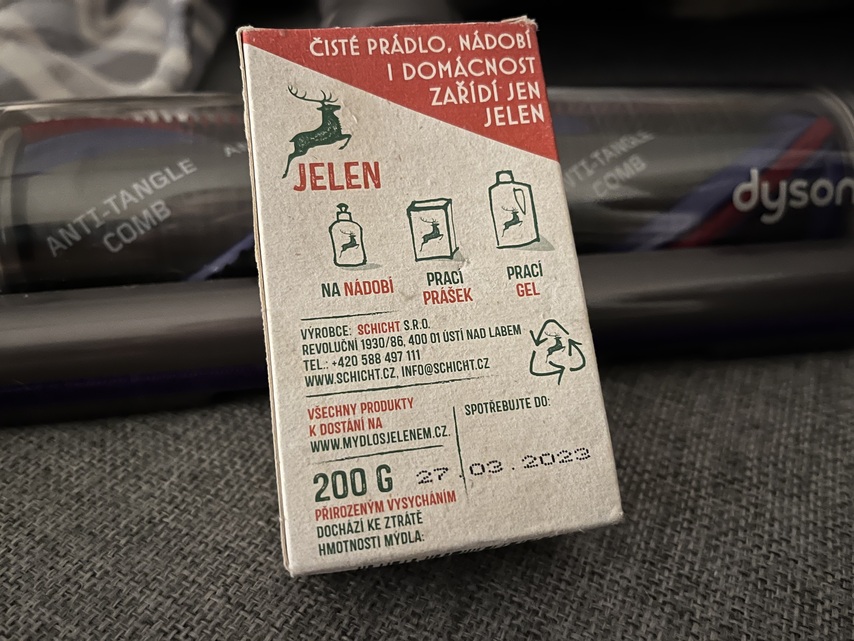 ČISTÉ PRÁDLO, NÁDOBÍ
I DOMÁCNOST
ZAŘÍDÍ JEN
JELEN
JELEN
NA NÁDOBÍ
PRACÍ
PRÁŠEK
PRACÍ
GEL
VÝROBCE: SCHICHT S.R.O.
REVOLUČNÍ 1930/86, 400 01 ÚSTÍ NAD LABEM
TEL.: +420 588 497 111
WWW.SCHICHT.CZ, INFO@SCHICHT.CZ
VŠECHNY PRODUKTY
K DOSTÁNÍ NA
WWW.MYDLOSJELENEM.CZ.
SPOTŘEBUJTE DO:
27.03.2023
200 G
PŘIROZENÝM VYSYCHÁNÍM
DOCHÁZÍ KE ZTRÁTĚ
HMOTNOSTI MÝDLA.
ANTI-TANGLE
COMB
ANTI-TANGLE
COMB
dyson